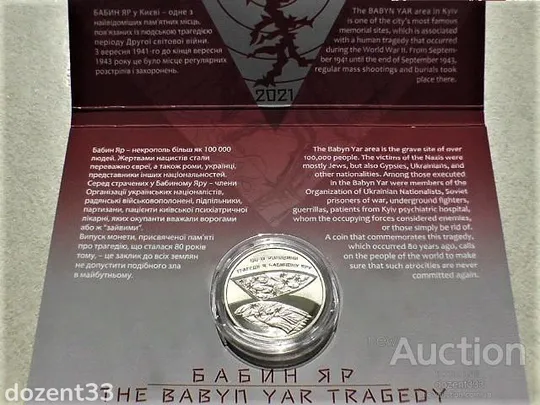 БАБИН ЯР у Києві – одне з
найвідоміших пам'ятних місць,
пов'язаних із людською трагедією
періоду Другої світової війни.
З вересня 1941 го до кінця вересня
1943 року це було місце регулярних
розстрілів і захоронень.
The BABYN YAR area in Kyiv
is one of the city's most famous
memorial sites, which is associated
with a human tragedy that occurred
during the World War II. From Septem-
ber 1941 until the end of September 1943,
regular mass shootings and burials took
place there.
2021
Бабин Яр – некрополь більш як 100 000
людей. Жертвами нацистів стали
переважно євреї, а також роми, українці,
представники інших національностей.
Серед страчених у Бабиному Яру – члени
Організації українських націоналістів,
радянські військовополонені, підпільники,
партизани, пацієнти київської психіатричної
лікарні, яких окупанти вважали ворогами
або ж "зайвими".
Випуск монети, присвяченої пам'яті
про трагедію, що сталася 80 років
тому, – це заклик до всіх землян
не допустити подібного зла
в майбутньому.
The Babyn Yar area is the grave site of over
100,000 people. The victims of the Nazis were
mostly Jews, but also Gypsies, Ukrainians, and
other nationalities. Among those executed
in the Babyn Yar were members of the
Organization of Ukrainian Nationalists, Soviet
prisoners of war, underground fighters,
guerrillas, patients from Kyiv psychiatric hospital,
whom the occupying forces considered enemies,
or those simply be rid of.
A coin that commemorates this tragedy,
which occurred 80 years ago, calls
on the people of the world to make
sure that such atrocities are never
committed again.
80-ті роковини
трагедії в Бабиному Яру
БАБИН ЯР
THE BABYN YAR TRAGEDY
new
Auction
dozent33
dozent33